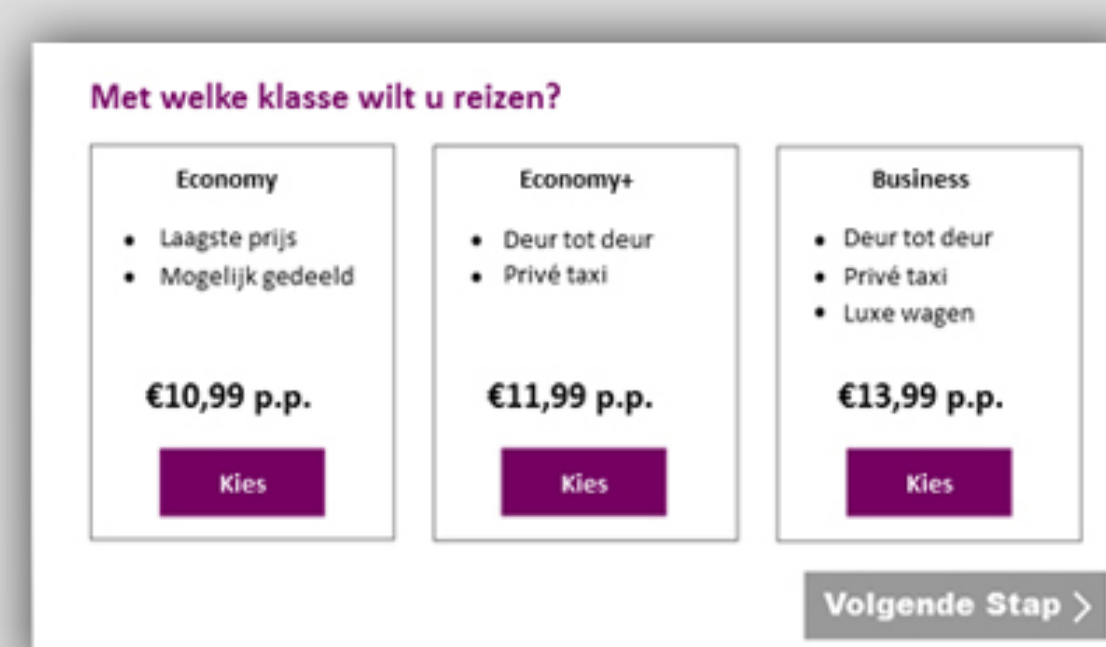 Met welke klasse wilt u reizen?
Economy
• Laagste prijs
• Mogelijk gedeeld
€10,99 p.p.
Kies
Economy+
• Deur tot deur
• Privé taxi
€11,99 p.p.
Kies
Business
• Deur tot deur
• Privé taxi
• Luxe wagen
€13,99 p.p.
Kies
Volgende Stap >